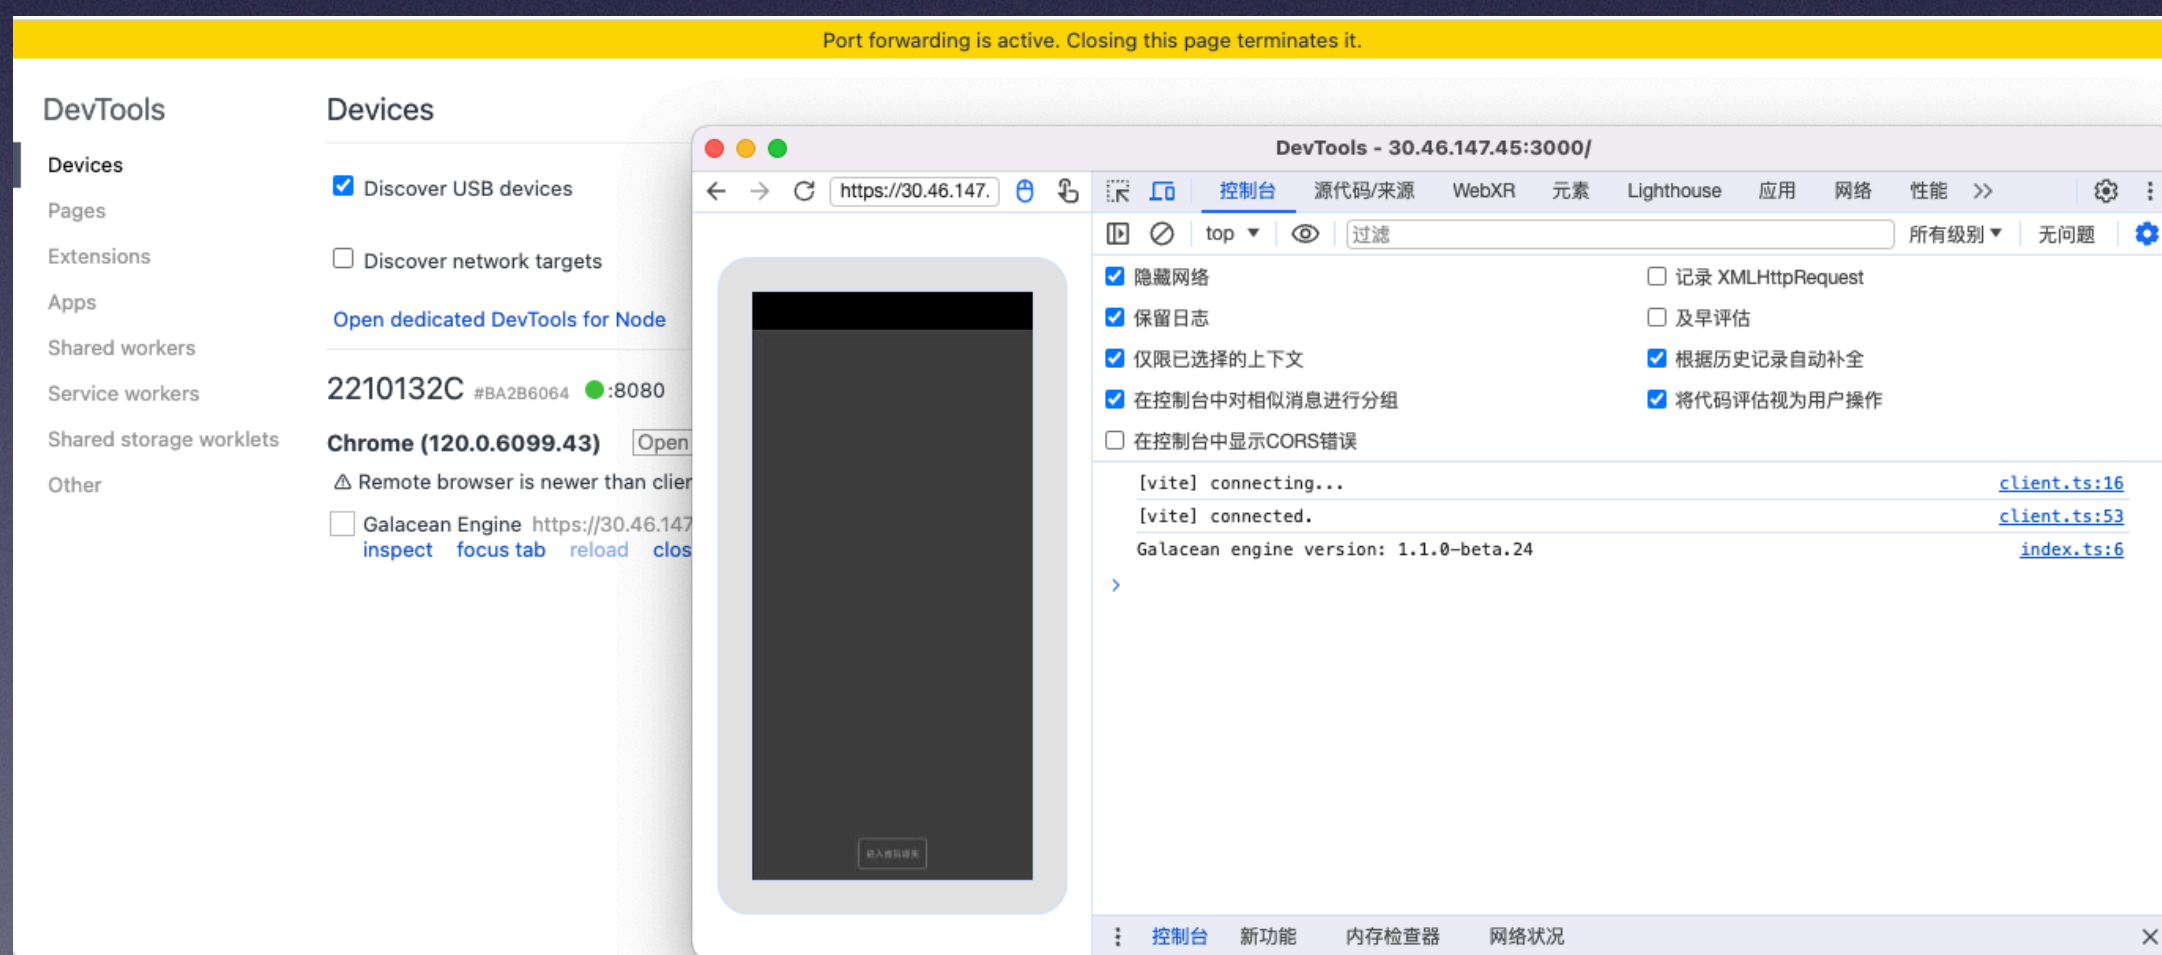 Port forwarding is active. Closing this page terminates it.
DevTools
Devices
Pages
Extensions
Apps
Shared workers
Service workers
Shared storage worklets
Other
Devices
Discover USB devices
Discover network targets
Open dedicated DevTools for Node
2210132C #BA2B6064 :8080
Chrome (120.0.6099.43) Open
Remote browser is newer than clier
Galacean Engine https://30.46.147
inspect focus tab reload clos
DevTools - 30.46.147.45:3000/
https://30.46.147.
控制台 源代码/来源 WebXR 元素 Lighthouse 应用 网络 性能
top 过滤 所有级别 无问题
隐藏网络 记录 XMLHttpRequest
保留日志 及早评估
仅限已选择的上下文 根据历史记录自动补全
在控制台中对相似消息进行分组 将代码评估视为用户操作
在控制台中显示CORS错误
[vite] connecting... client.ts:16
[vite] connected. client.ts:53
Galacean engine version: 1.1.0-beta.24 index.ts:6
控制台 新功能 内存检查器 网络状况